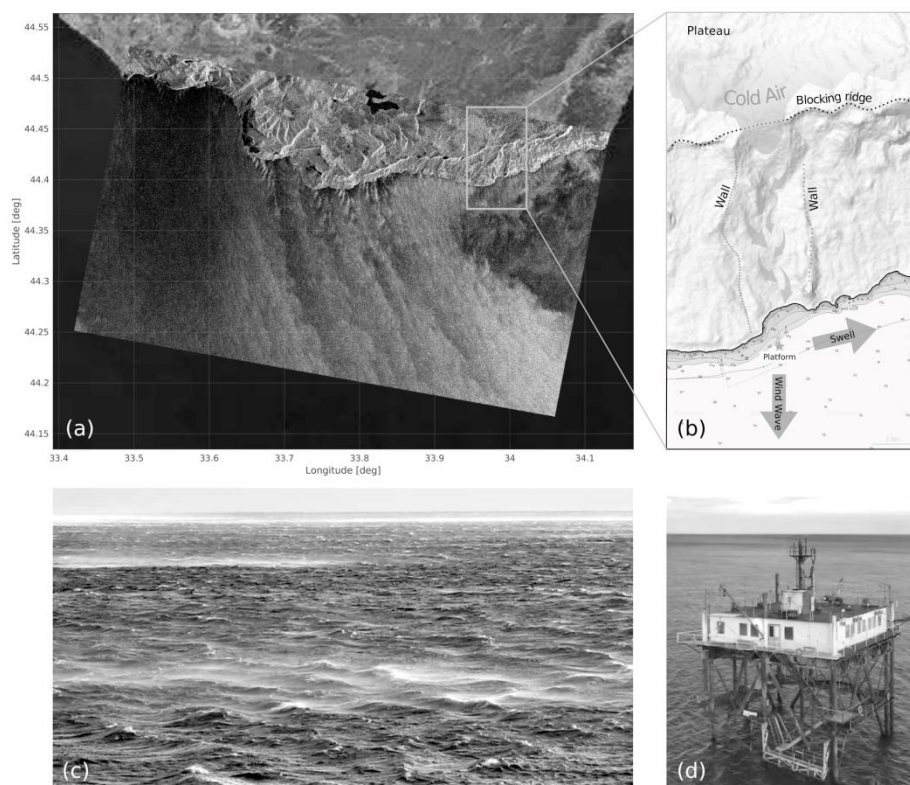 44.55
44.5
44.45
44.4
44.35
44.3
44.25
44.2
44.15
Latitude [deg]
33.4
33.5
33.6
33.7
33.8
33.9
34
34.1
Longitude [deg]
(a)
Plateau
Cold Air
Blocking ridge
Wall
Wall
Platform
Swell
Wind Wave
(b)
(c)
(d)